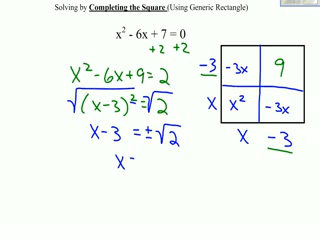 Solving by Completing the Square (Using Generic Rectangle)
x² - 6x + 7 = 0
+2 +2
x² - 6x + 9 = 2
√(x-3)² = √2
x - 3 = ±√2
x =
-3 -3x 9
x x² -3x
x -3